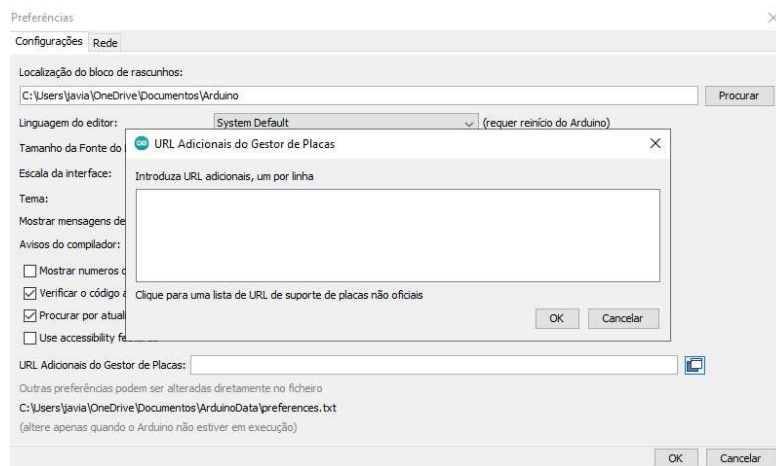 Preferências
Configurações Rede
Localização do bloco de rascunhos:
C:\Users\javia\OneDrive\Documentos\Arduino Procurar
Linguagem do editor: System Default (requer reinício do Arduino)
URL Adicionais do Gestor de Placas
Tamanho da Fonte do
Introduza URL adicionais, um por linha
Escala da interface:
Tema:
Mostrar mensagens de
Avisos do compilador:
Mostrar numeros
Verificar o código
Clique para uma lista de URL de suporte de placas não oficiais
Procurar por
OK Cancelar
Use accessibility
URL Adicionais do Gestor de Placas:
Outras preferências podem ser alteradas diretamente no ficheiro
C:\Users\javia\OneDrive\Documentos\ArduinoData\preferences.txt
(altere apenas quando o Arduino não estiver em execução)
OK Cancelar